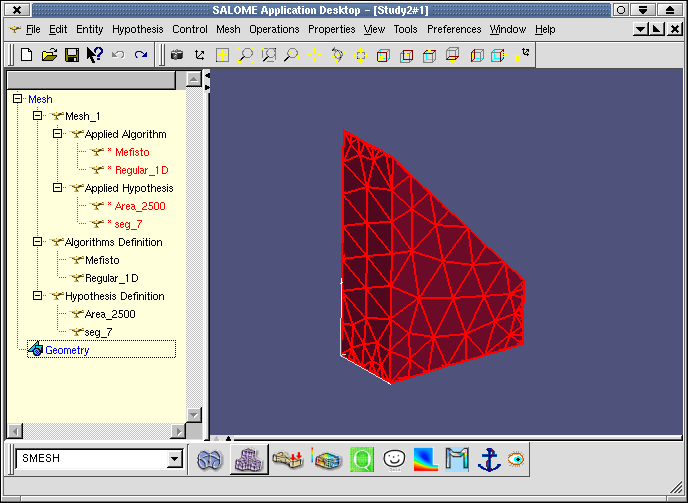 SALOME Application Desktop - [Study2#1]
File Edit Entity Hypothesis Control Mesh Operations Properties View Tools Preferences Window Help
Mesh
Mesh_1
Applied Algorithm
* Mefisto
* Regular_1D
Applied Hypothesis
* Area_2500
* seg_7
Algorithms Definition
Mefisto
Regular_1D
Hypothesis Definition
Area_2500
seg_7
Geometry
SMESH